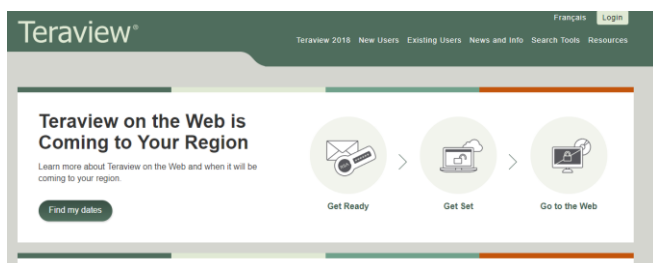 Français Login
Teraview®
Teraview 2018 New Users Existing Users News and Info Search Tools Resources
Teraview on the Web is
Coming to Your Region
Learn more about Teraview on the Web and when it will be
coming to your region.
Find my dates
Get Ready
Get Set
Go to the Web